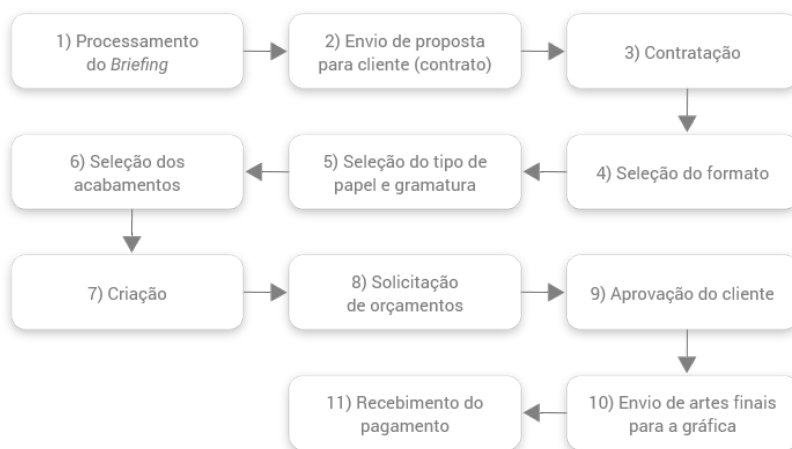 1) Processamento
do Briefing
2) Envio de proposta
para cliente (contrato)
3) Contratação
4) Seleção do formato
5) Seleção do tipo de
papel e gramatura
6) Seleção dos
acabamentos
7) Criação
8) Solicitação
de orçamentos
9) Aprovação do cliente
10) Envio de artes finais
para a gráfica
11) Recebimento do
pagamento